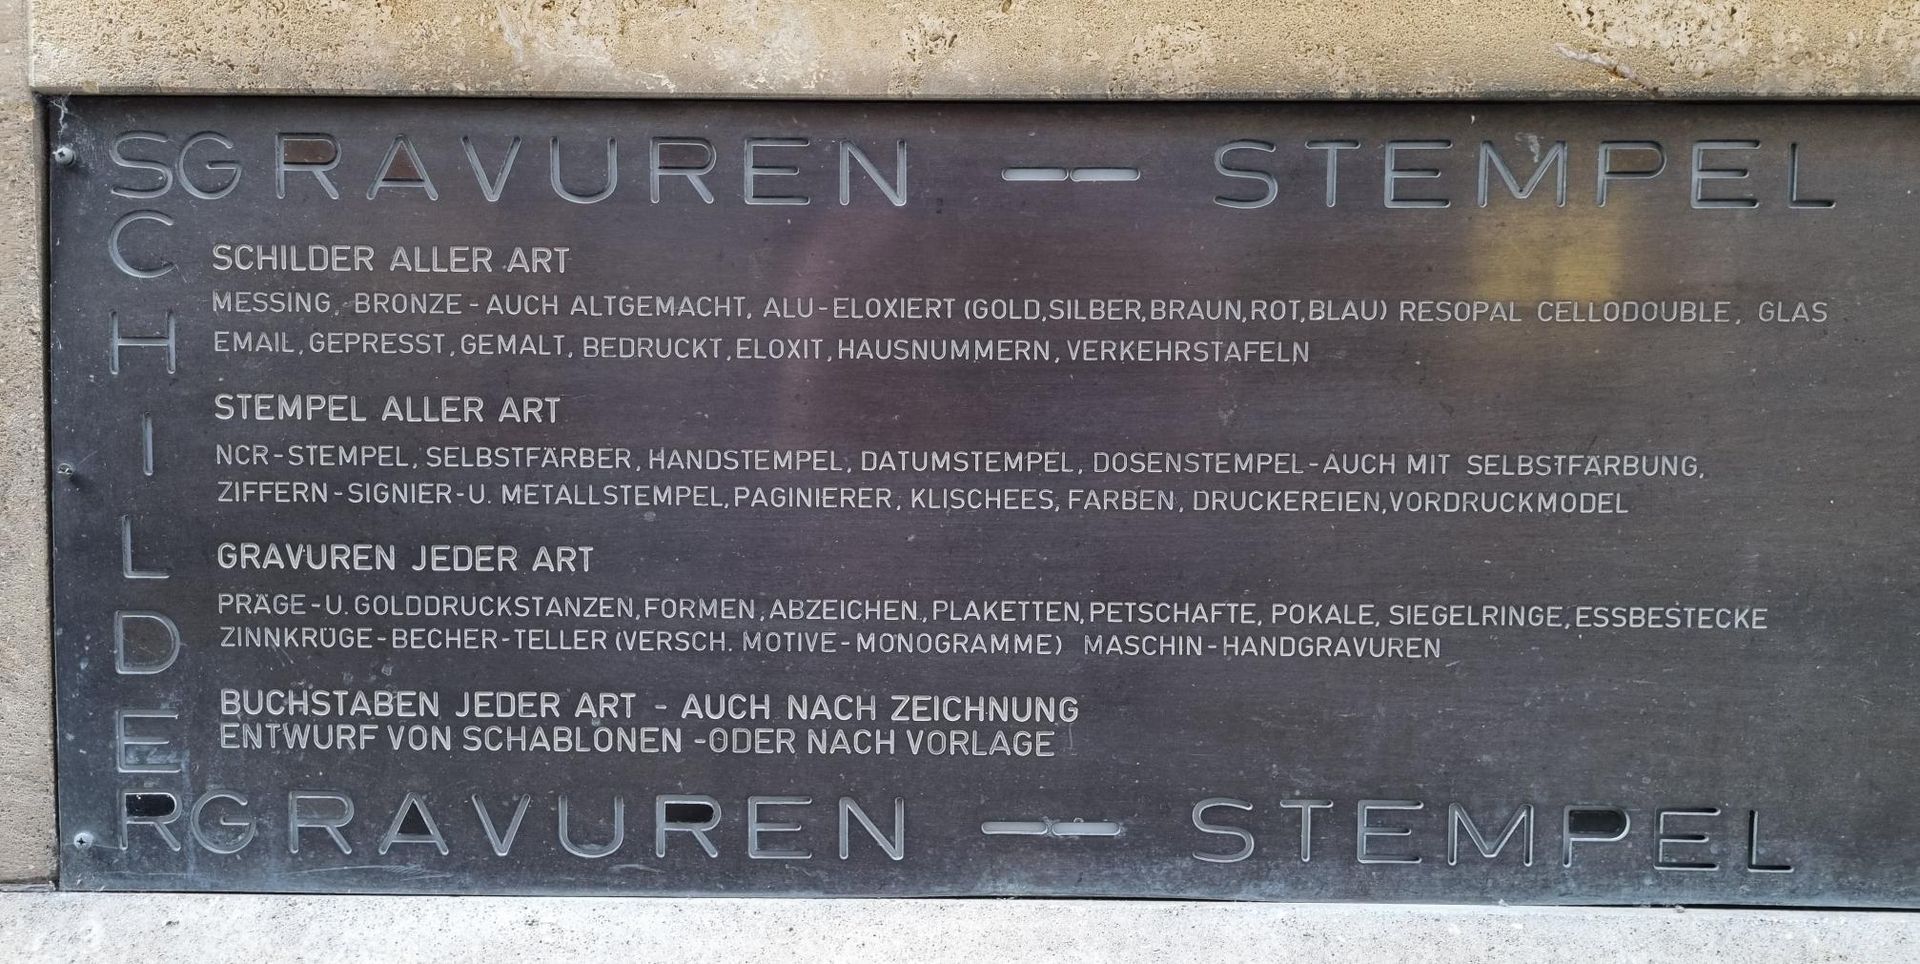 GRAVUREN -- STEMPEL
SCHILDER
SCHILDER ALLER ART
MESSING, BRONZE - AUCH ALTGEMACHT, ALU-ELOXIERT (GOLD,SILBER,BRAUN,ROT,BLAU) RESOPAL CELLODOUBLE, GLAS
EMAIL, GEPRESST, GEMALT, BEDRUCKT, ELOXIT, HAUSNUMMERN, VERKEHRSTAFELN
STEMPEL ALLER ART
NCR-STEMPEL, SELBSTFÄRBER, HANDSTEMPEL, DATUMSTEMPEL, DOSENSTEMPEL-AUCH MIT SELBSTFÄRBUNG,
ZIFFERN-SIGNIER-U. METALLSTEMPEL, PAGINIERER, KLISCHEES, FARBEN, DRUCKEREIEN, VORDRUCKMODEL
GRAVUREN JEDER ART
PRÄGE-U. GOLDDRUCKSTANZEN, FORMEN, ABZEICHEN, PLAKETTEN, PETSCHAFTE, POKALE, SIEGELRINGE, ESSBESTECKE
ZINNKRÜGE-BECHER-TELLER (VERSCH. MOTIVE-MONOGRAMME) MASCHIN-HANDGRAVUREN
BUCHSTABEN JEDER ART - AUCH NACH ZEICHNUNG
ENTWURF VON SCHABLONEN -ODER NACH VORLAGE
GRAVUREN -- STEMPEL